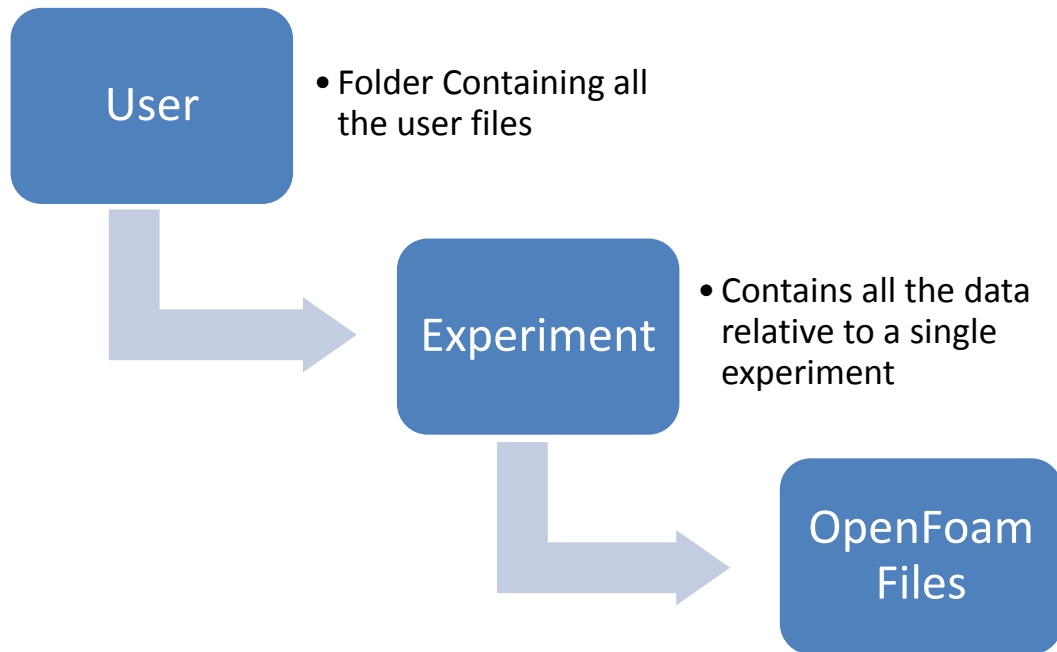 User
• Folder Containing all
the user files
Experiment
• Contains all the data
relative to a single
experiment
OpenFoam
Files